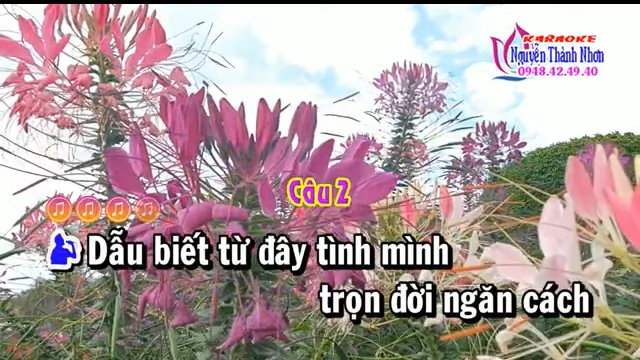 KARAOKE
Nguyễn Thành Nhơn
0948.42.49.40
Câu 2
Dẫu biết từ đây tình mình
trọn đời ngăn cách